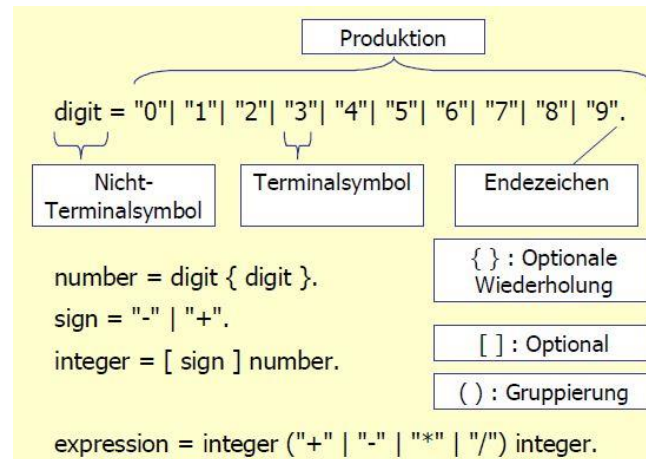 Produktion
digit = "0"| "1"| "2"| "3"| "4"| "5"| "6"| "7"| "8"| "9".
Nicht-
Terminalsymbol
Terminalsymbol
Endezeichen
{ } : Optionale
Wiederholung
number = digit { digit }.
sign = "-" | "+".
[ ] : Optional
integer = [ sign ] number.
( ) : Gruppierung
expression = integer ("+" | "-" | "*" | "/") integer.